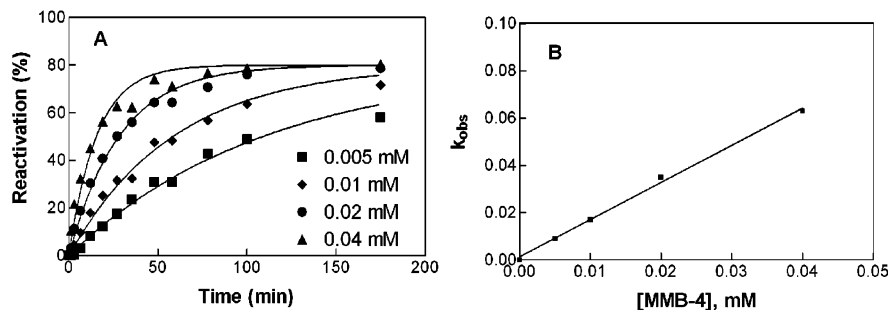 A
Reactivation (%)
100
80
60
40
20
0
0 50 100 150 200
Time (min)
0.005 mM
0.01 mM
0.02 mM
0.04 mM
B
kobs
0.10
0.08
0.06
0.04
0.02
0.00
0.00 0.01 0.02 0.03 0.04 0.05
[MMB-4], mM